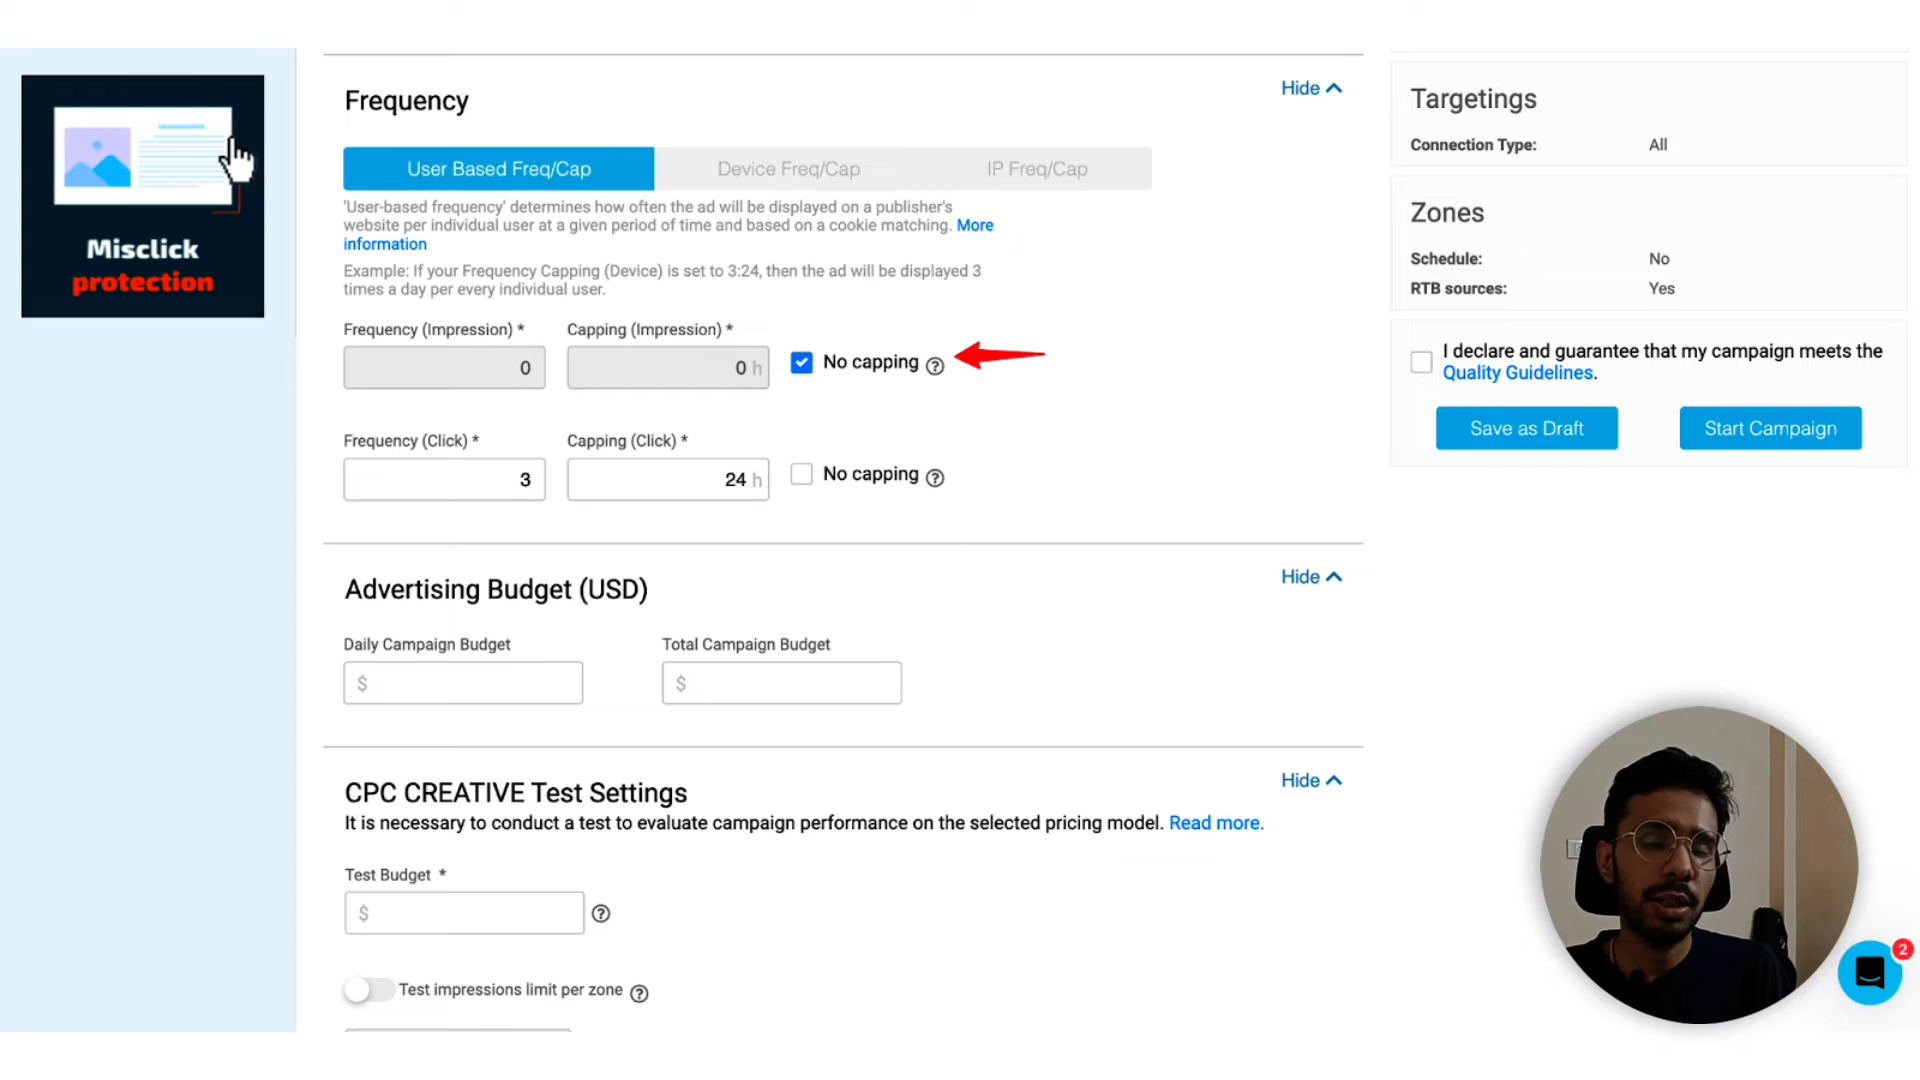 Misclick
protection
Frequency
Hide
User Based Freq/Cap
Device Freq/Cap
IP Freq/Cap
'User-based frequency' determines how often the ad will be displayed on a publisher's
website per individual user at a given period of time and based on a cookie matching. More
information
Example: If your Frequency Capping (Device) is set to 3:24, then the ad will be displayed 3
times a day per every individual user.
Frequency (Impression) *
Capping (Impression) *
0
0 h
No capping
Frequency (Click) *
Capping (Click) *
3
24 h
No capping
Advertising Budget (USD)
Hide
Daily Campaign Budget
Total Campaign Budget
$
$
CPC CREATIVE Test Settings
Hide
It is necessary to conduct a test to evaluate campaign performance on the selected pricing model. Read more.
Test Budget *
$
Test impressions limit per zone
Targetings
Connection Type: All
Zones
Schedule: No
RTB sources: Yes
I declare and guarantee that my campaign meets the
Quality Guidelines.
Save as Draft
Start Campaign
2